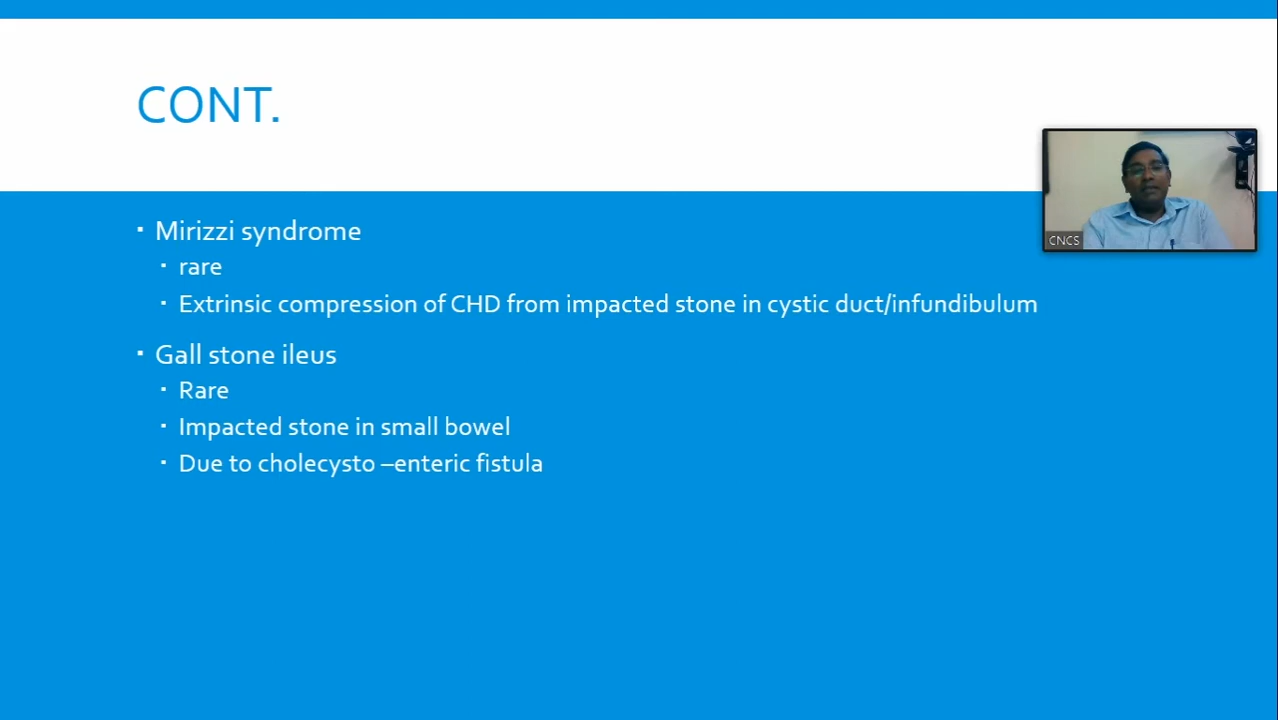 CONT.
CNCS
▪ Mirizzi syndrome
▪ rare
▪ Extrinsic compression of CHD from impacted stone in cystic duct/infundibulum
▪ Gall stone ileus
▪ Rare
▪ Impacted stone in small bowel
▪ Due to cholecysto –enteric fistula